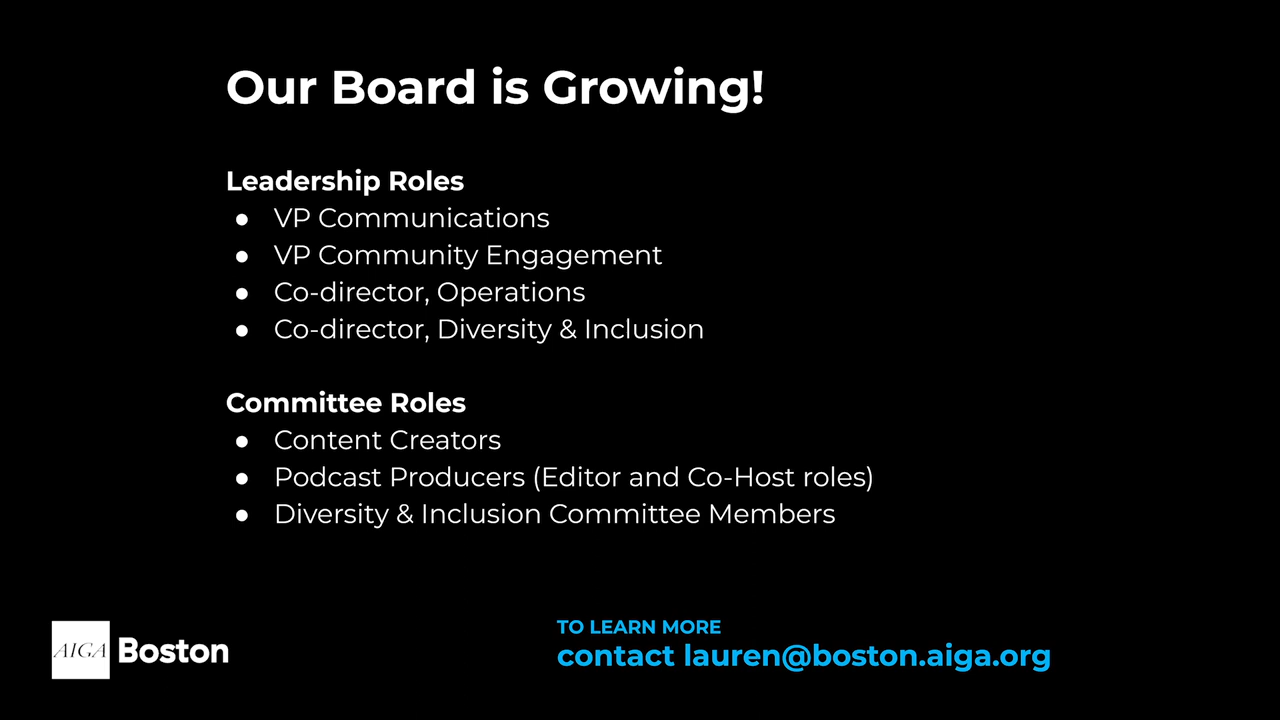 Our Board is Growing!
Leadership Roles
● VP Communications
● VP Community Engagement
● Co-director, Operations
● Co-director, Diversity & Inclusion
Committee Roles
● Content Creators
● Podcast Producers (Editor and Co-Host roles)
● Diversity & Inclusion Committee Members
AIGA Boston
TO LEARN MORE
contact lauren@boston.aiga.org